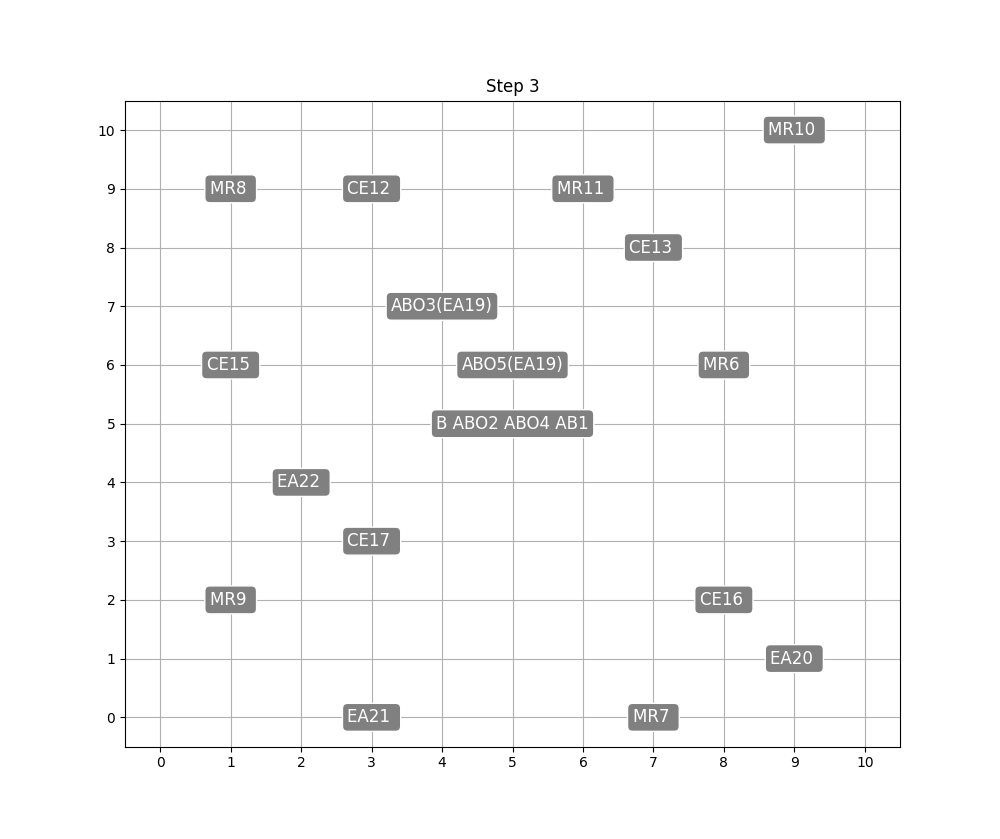 Step 3
10
MR10
9
MR8
CE12
MR11
8
CE13
7
ABO3(EA19)
6
CE15
ABO5(EA19)
MR6
5
B ABO2 ABO4 AB1
4
EA22
3
CE17
2
MR9
CE16
1
EA20
0
EA21
MR7
0 1 2 3 4 5 6 7 8 9 10